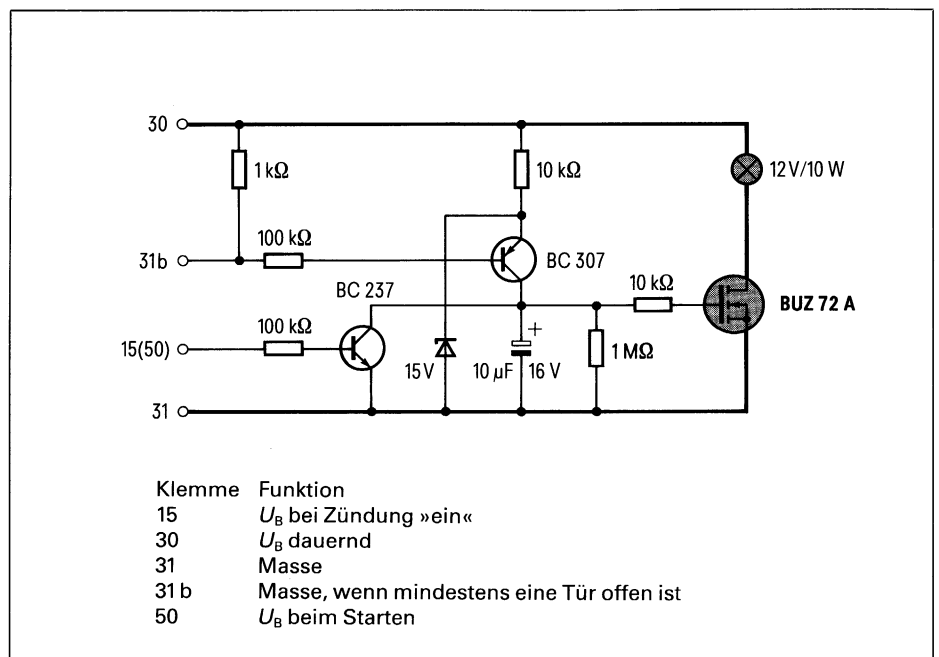 30
1 kΩ
10 kΩ
12 V/10 W
100 kΩ
31b
BC 307
BC 237
10 kΩ
BUZ 72 A
100 kΩ
15(50)
15 V
+
10 µF 16 V
1 MΩ
31
Klemme Funktion
15 U_B bei Zündung »ein«
30 U_B dauernd
31 Masse
31 b Masse, wenn mindestens eine Tür offen ist
50 U_B beim Starten